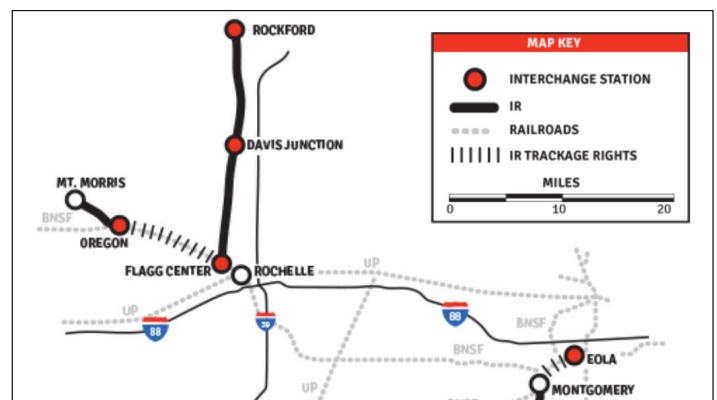 ROCKFORD
MAP KEY
INTERCHANGE STATION
IR
RAILROADS
IR TRACKAGE RIGHTS
MILES
0 10 20
DAVIS JUNCTION
MT. MORRIS
BNSF
OREGON
FLAGG CENTER
ROCHELLE
UP
UP
88
39
88
BNSF
BNSF
EOLA
UP
MONTGOMERY